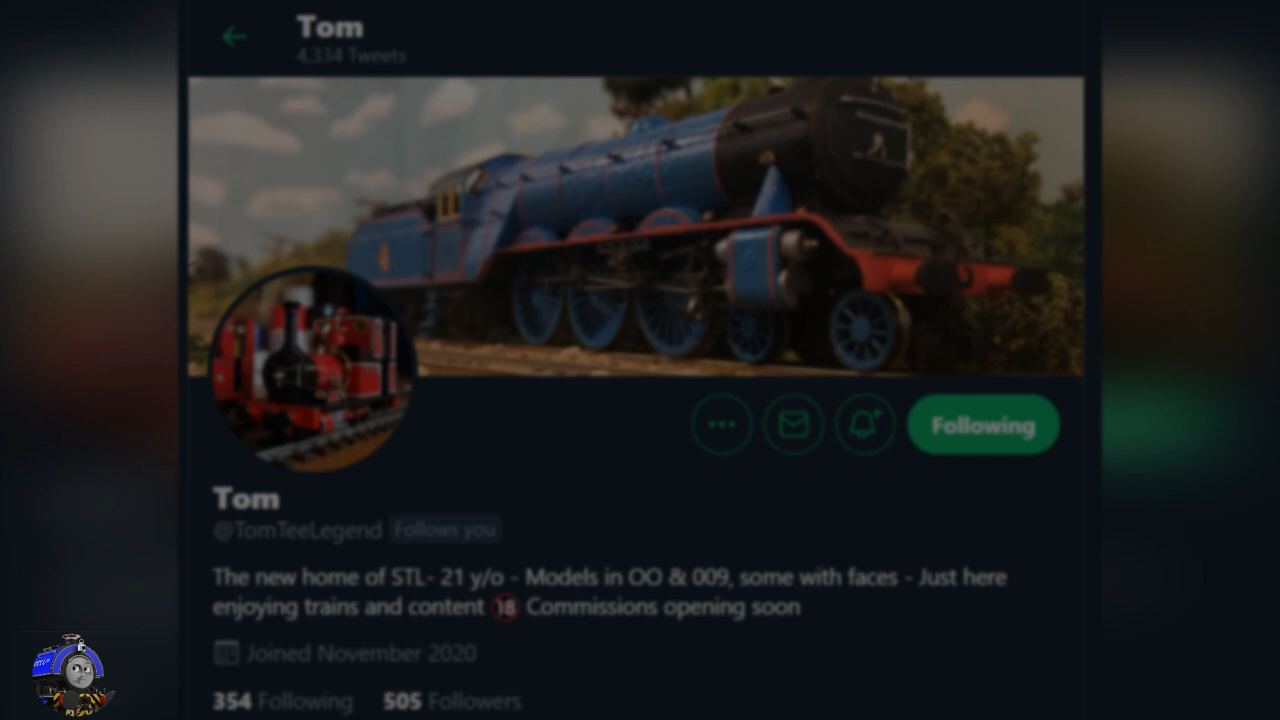 Tom
4,334 Tweets
Following
Tom
@TomTeeLegend Follows you
The new home of STL- 21 y/o - Models in OO & 009, some with faces - Just here
enjoying trains and content 🔞 Commissions opening soon
Joined November 2020
354 Following 505 Followers